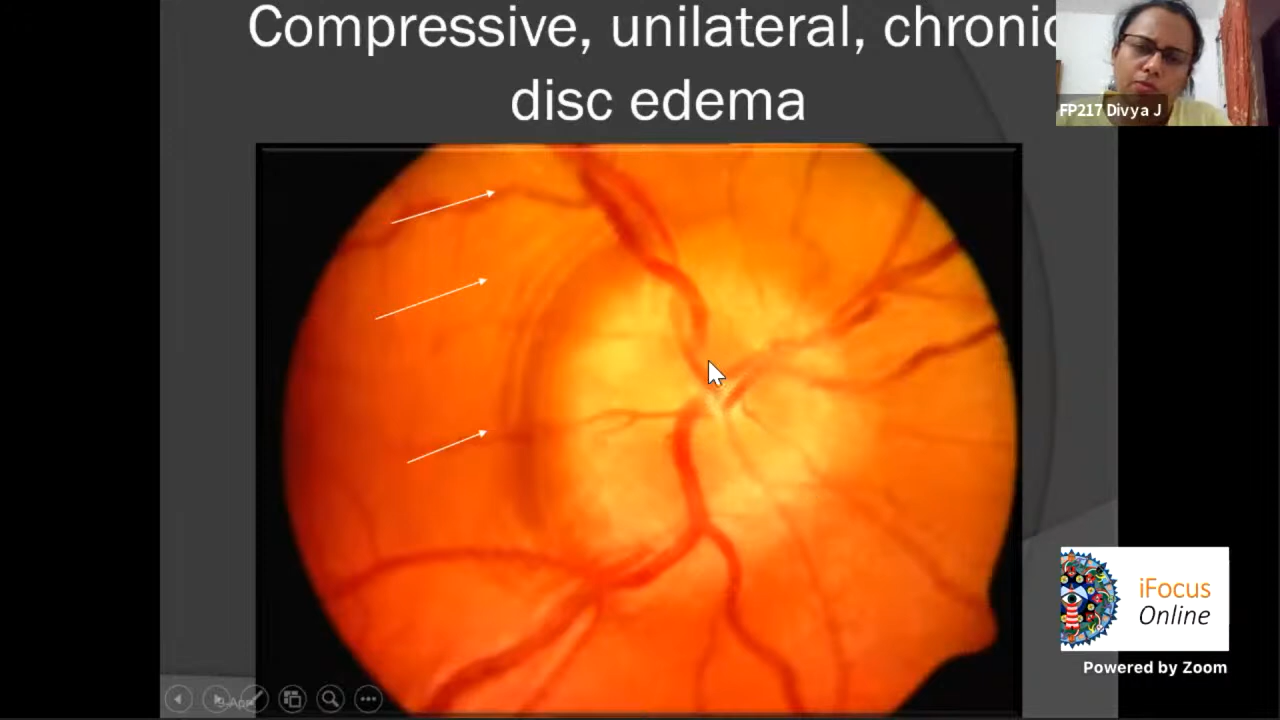 Compressive, unilateral, chronic
disc edema
FP217 Divya J
iFocus
Online
Powered by Zoom